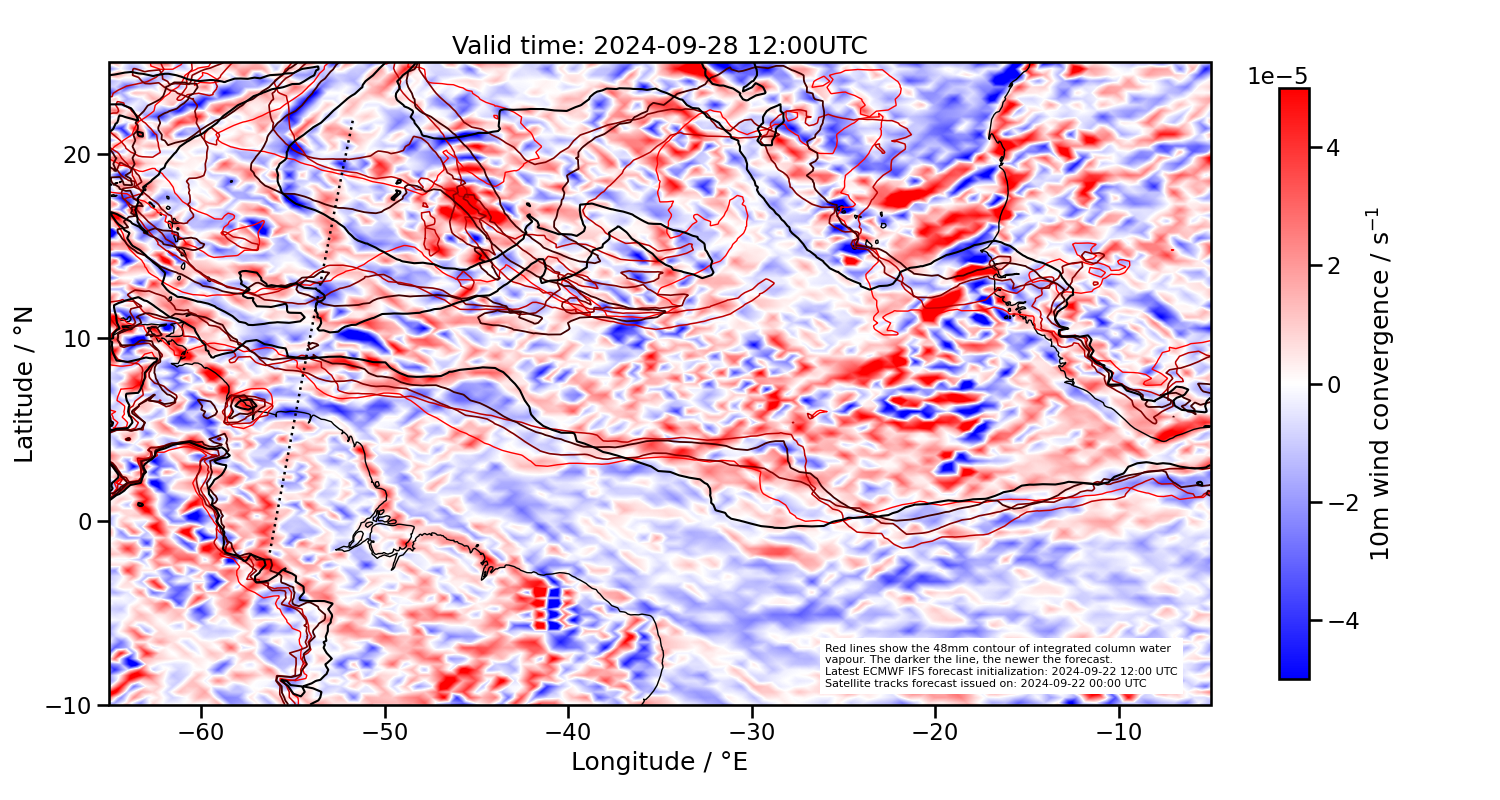 Valid time: 2024-09-28 12:00UTC
1e−5
20
10
0
−10
Latitude / °N
−60
−50
−40
−30
−20
−10
Longitude / °E
4
2
0
−2
−4
10m wind convergence / s⁻¹
Red lines show the 48mm contour of integrated column water
vapour. The darker the line, the newer the forecast.
Latest ECMWF IFS forecast initialization: 2024-09-22 12:00 UTC
Satellite tracks forecast issued on: 2024-09-22 00:00 UTC